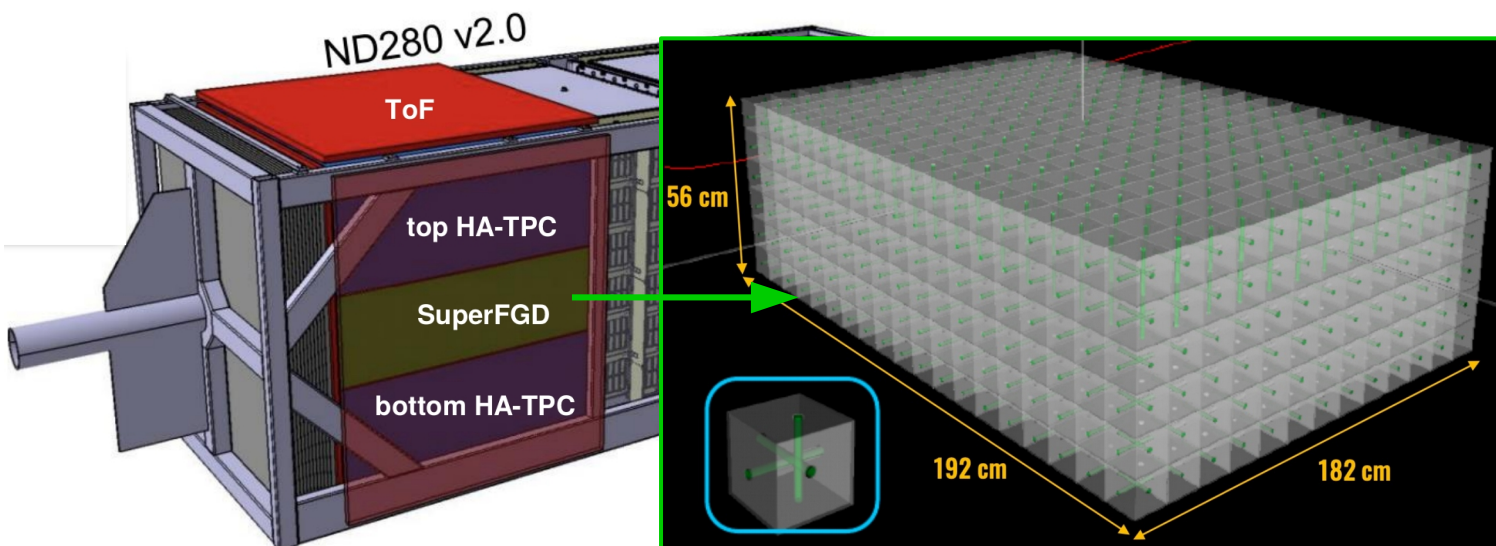 ND280 v2.0
ToF
top HA-TPC
SuperFGD
bottom HA-TPC
56 cm
192 cm
182 cm